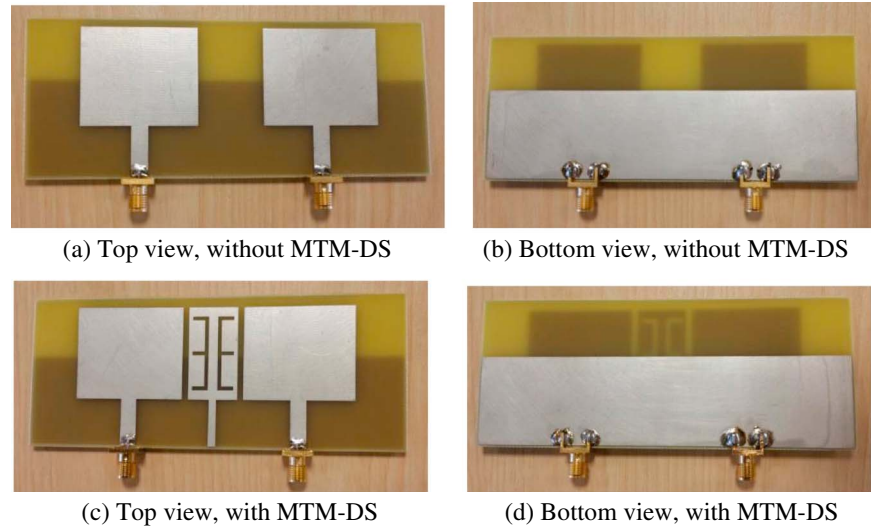 (a) Top view, without MTM-DS
(b) Bottom view, without MTM-DS
(c) Top view, with MTM-DS
(d) Bottom view, with MTM-DS